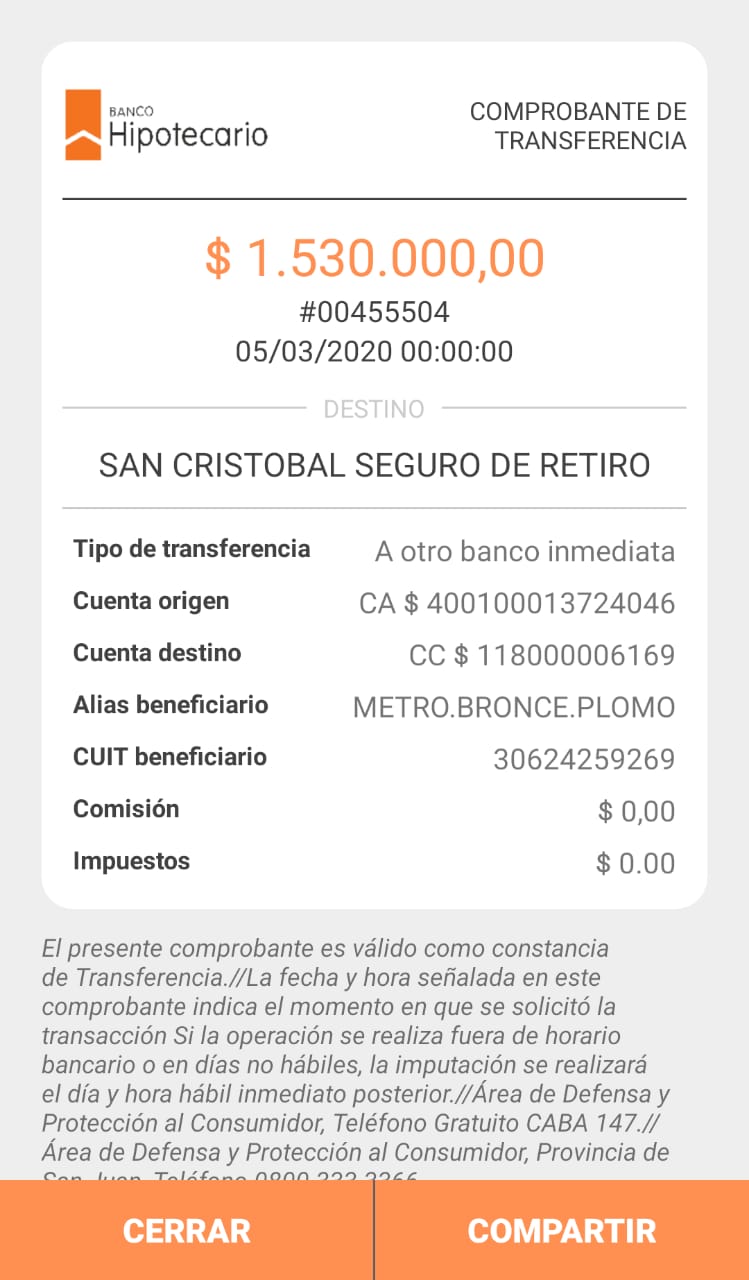 BANCO
Hipotecario
COMPROBANTE DE
TRANSFERENCIA
$ 1.530.000,00
#00455504
05/03/2020 00:00:00
DESTINO
SAN CRISTOBAL SEGURO DE RETIRO
Tipo de transferencia A otro banco inmediata
Cuenta origen CA $ 400100013724046
Cuenta destino CC $ 118000006169
Alias beneficiario METRO.BRONCE.PLOMO
CUIT beneficiario 30624259269
Comisión $ 0,00
Impuestos $ 0.00
El presente comprobante es válido como constancia
de Transferencia.//La fecha y hora señalada en este
comprobante indica el momento en que se solicitó la
transacción Si la operación se realiza fuera de horario
bancario o en días no hábiles, la imputación se realizará
el día y hora hábil inmediato posterior.//Área de Defensa y
Protección al Consumidor, Teléfono Gratuito CABA 147.//
Área de Defensa y Protección al Consumidor, Provincia de
San Juan, Teléfono 0800 333 3366
CERRAR COMPARTIR